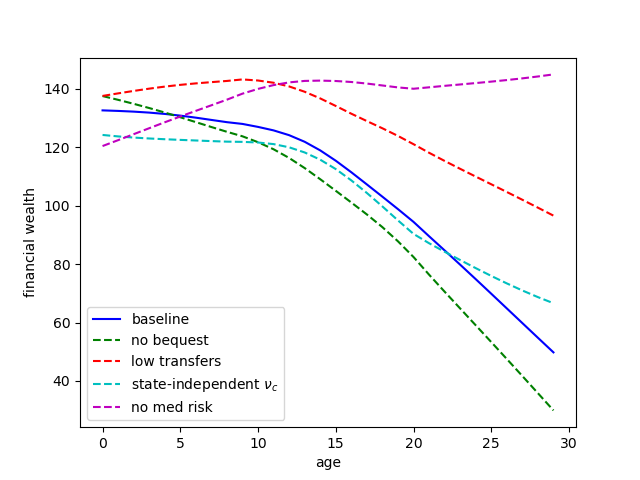 140
120
100
80
60
40
financial wealth
baseline
no bequest
low transfers
state-independent ν_c
no med risk
0 5 10 15 20 25 30
age